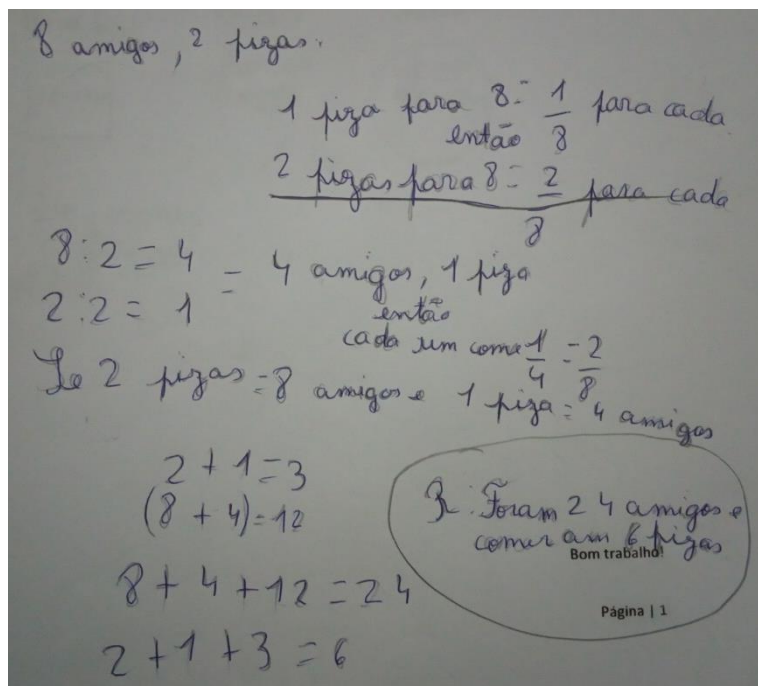 8 amigos, 2 pizas.
1 piza para 8 = 1/8 para cada
então
2 pizas para 8 = 2/8 para cada
8:2 = 4
2:2 = 1
= 4 amigos, 1 piza
então
cada um come 1/4 = 2/8
Se 2 pizas = 8 amigos e 1 piza = 4 amigos
2 + 1 = 3
(8 + 4) = 12
8 + 4 + 12 = 24
2 + 1 + 3 = 6
R: Foram 24 amigos e
comeram 6 pizas
Bom trabalho!
Página | 1